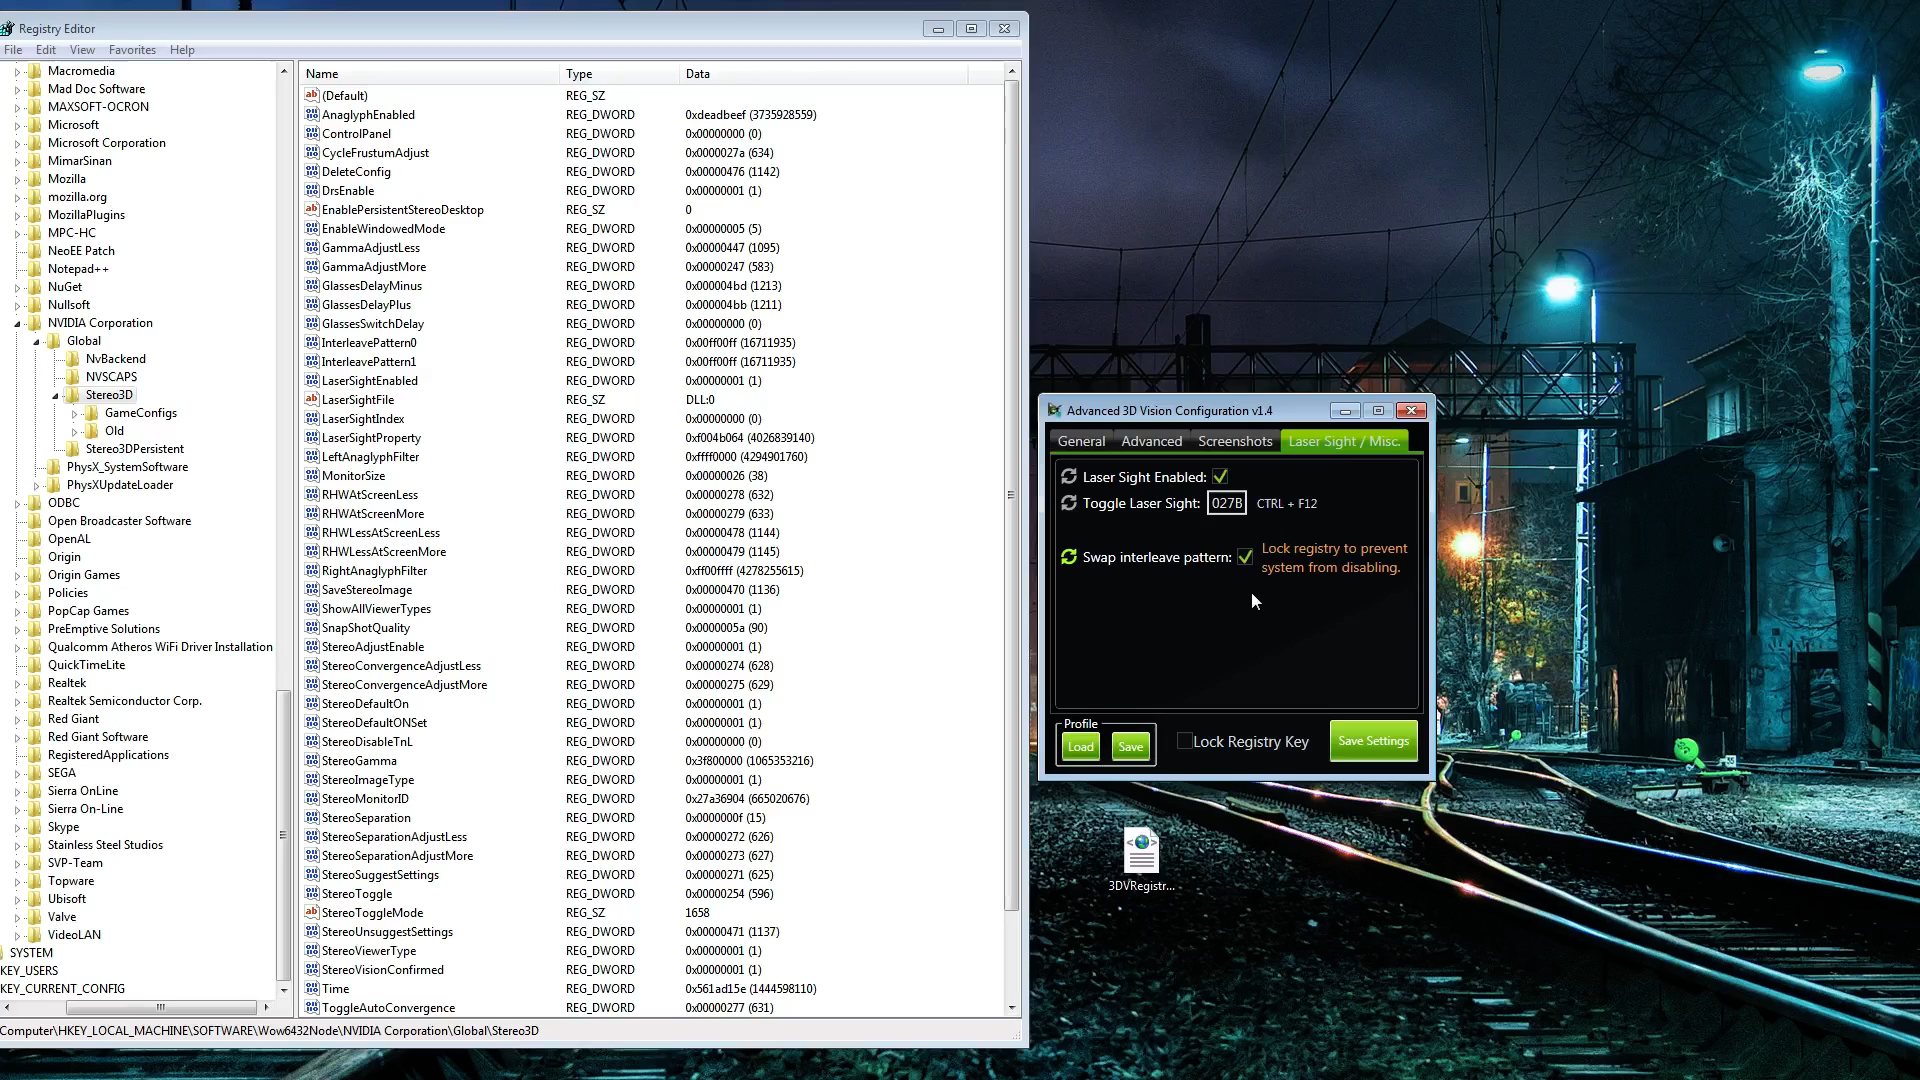 Registry Editor
File Edit View Favorites Help
Macromedia
Mad Doc Software
MAXSOFT-OCRON
Microsoft
Microsoft Corporation
MimarSinan
Mozilla
mozilla.org
MozillaPlugins
MPC-HC
NeoEE Patch
Notepad++
NuGet
Nullsoft
NVIDIA Corporation
Global
NvBackend
NVSCAPS
Stereo3D
GameConfigs
Old
Stereo3DPersistent
PhysX_SystemSoftware
PhysXUpdateLoader
ODBC
Open Broadcaster Software
OpenAL
Origin
Origin Games
Policies
PopCap Games
PreEmptive Solutions
Qualcomm Atheros WiFi Driver Installation
QuickTimeLite
Realtek
Realtek Semiconductor Corp.
Red Giant
Red Giant Software
RegisteredApplications
SEGA
Sierra OnLine
Sierra On-Line
Skype
Stainless Steel Studios
SVP-Team
Topware
Ubisoft
Valve
VideoLAN
SYSTEM
KEY_USERS
KEY_CURRENT_CONFIG
Name Type Data
(Default) REG_SZ
AnaglyphEnabled REG_DWORD 0xdeadbeef (3735928559)
ControlPanel REG_DWORD 0x00000000 (0)
CycleFrustumAdjust REG_DWORD 0x0000027a (634)
DeleteConfig REG_DWORD 0x00000476 (1142)
DrsEnable REG_DWORD 0x00000001 (1)
EnablePersistentStereoDesktop REG_SZ 0
EnableWindowedMode REG_DWORD 0x00000005 (5)
GammaAdjustLess REG_DWORD 0x00000447 (1095)
GammaAdjustMore REG_DWORD 0x00000247 (583)
GlassesDelayMinus REG_DWORD 0x000004bd (1213)
GlassesDelayPlus REG_DWORD 0x000004bb (1211)
GlassesSwitchDelay REG_DWORD 0x00000000 (0)
InterleavePattern0 REG_DWORD 0x00ff00ff (16711935)
InterleavePattern1 REG_DWORD 0x00ff00ff (16711935)
LaserSightEnabled REG_DWORD 0x00000001 (1)
LaserSightFile REG_SZ DLL:0
LaserSightIndex REG_DWORD 0x00000000 (0)
LaserSightProperty REG_DWORD 0xf004b064 (4026839140)
LeftAnaglyphFilter REG_DWORD 0xffff0000 (4294901760)
MonitorSize REG_DWORD 0x00000026 (38)
RHWAtScreenLess REG_DWORD 0x00000278 (632)
RHWAtScreenMore REG_DWORD 0x00000279 (633)
RHWLessAtScreenLess REG_DWORD 0x00000478 (1144)
RHWLessAtScreenMore REG_DWORD 0x00000479 (1145)
RightAnaglyphFilter REG_DWORD 0xff00ffff (4278255615)
SaveStereoImage REG_DWORD 0x00000470 (1136)
ShowAllViewerTypes REG_DWORD 0x00000001 (1)
SnapShotQuality REG_DWORD 0x0000005a (90)
StereoAdjustEnable REG_DWORD 0x00000001 (1)
StereoConvergenceAdjustLess REG_DWORD 0x00000274 (628)
StereoConvergenceAdjustMore REG_DWORD 0x00000275 (629)
StereoDefaultOn REG_DWORD 0x00000001 (1)
StereoDefaultONSet REG_DWORD 0x00000001 (1)
StereoDisableTnL REG_DWORD 0x00000000 (0)
StereoGamma REG_DWORD 0x3f800000 (1065353216)
StereoImageType REG_DWORD 0x00000001 (1)
StereoMonitorID REG_DWORD 0x27a36904 (665020676)
StereoSeparation REG_DWORD 0x0000000f (15)
StereoSeparationAdjustLess REG_DWORD 0x00000272 (626)
StereoSeparationAdjustMore REG_DWORD 0x00000273 (627)
StereoSuggestSettings REG_DWORD 0x00000271 (625)
StereoToggle REG_DWORD 0x00000254 (596)
StereoToggleMode REG_SZ 1658
StereoUnsuggestSettings REG_DWORD 0x00000471 (1137)
StereoViewerType REG_DWORD 0x00000001 (1)
StereoVisionConfirmed REG_DWORD 0x00000001 (1)
Time REG_DWORD 0x561ad15e (1444598110)
ToggleAutoConvergence REG_DWORD 0x00000277 (631)
Computer\HKEY_LOCAL_MACHINE\SOFTWARE\Wow6432Node\NVIDIA Corporation\Global\Stereo3D
Advanced 3D Vision Configuration v1.4
General Advanced Screenshots Laser Sight / Misc.
Laser Sight Enabled:
Toggle Laser Sight: 027B CTRL + F12
Swap interleave pattern: Lock registry to prevent
system from disabling.
Profile
Load Save Lock Registry Key Save Settings
3DVRegistr...